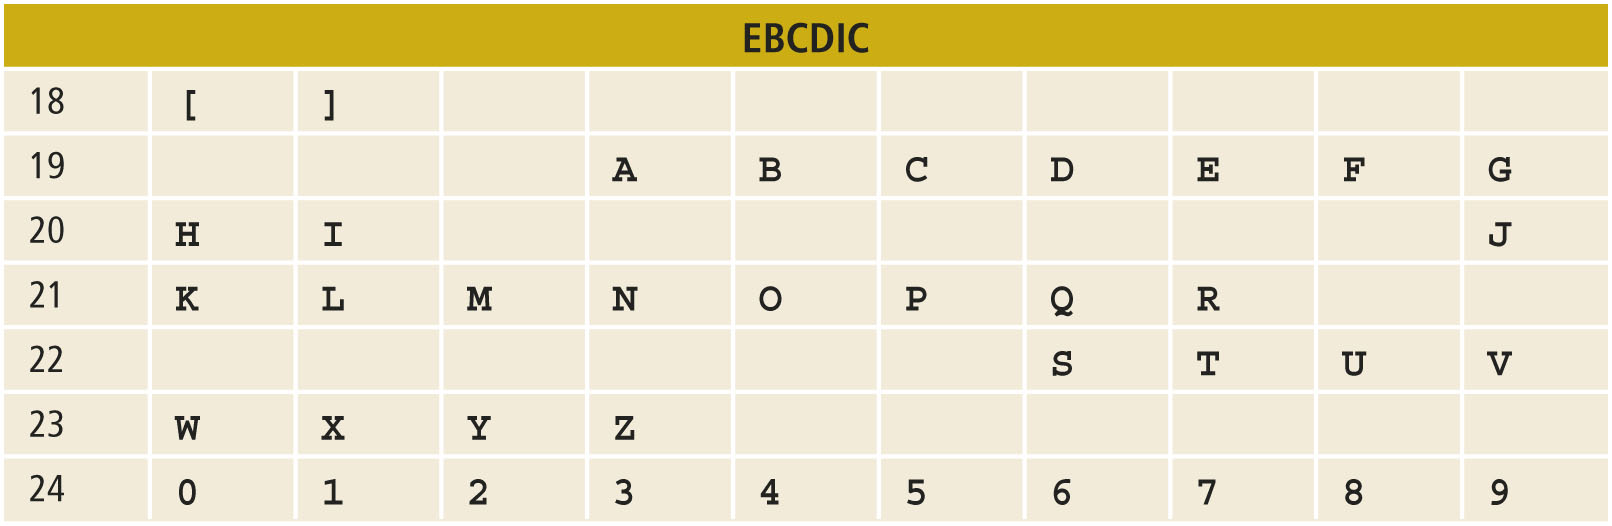 EBCDIC
18 [ ]
19 A B C D E F G
20 H I J
21 K L M N O P Q R
22 S T U V
23 W X Y Z
24 0 1 2 3 4 5 6 7 8 9